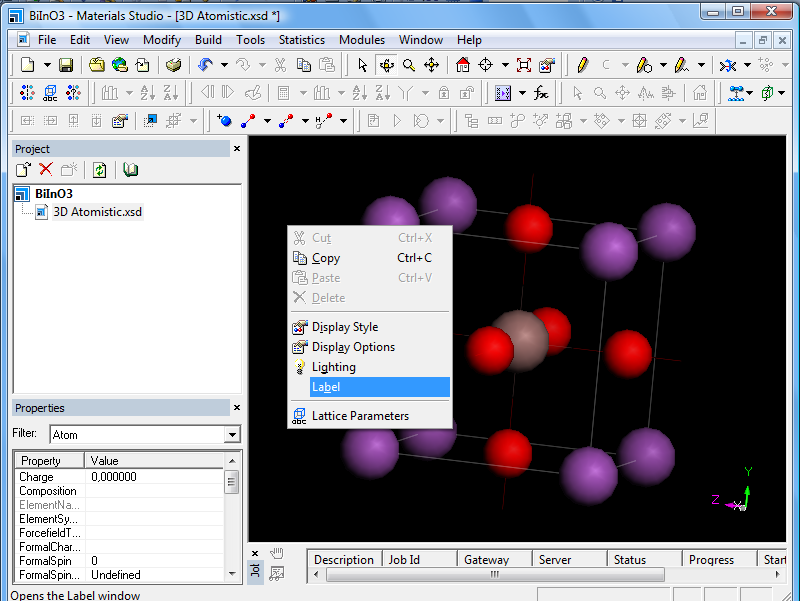 BiInO3 - Materials Studio - [3D Atomistic.xsd *]
File Edit View Modify Build Tools Statistics Modules Window Help
Project
BiInO3
3D Atomistic.xsd
Cut Ctrl+X
Copy Ctrl+C
Paste Ctrl+V
Delete
Display Style
Display Options
Lighting
Label
Lattice Parameters
Properties
Filter: Atom
Property Value
Charge 0,000000
Composition
ElementNa...
ElementSy...
ForcefieldT...
FormalChar...
FormalSpin 0
FormalSpin... Undefined
Y
Z X
Job
Description Job Id Gateway Server Status Progress Start
Opens the Label window